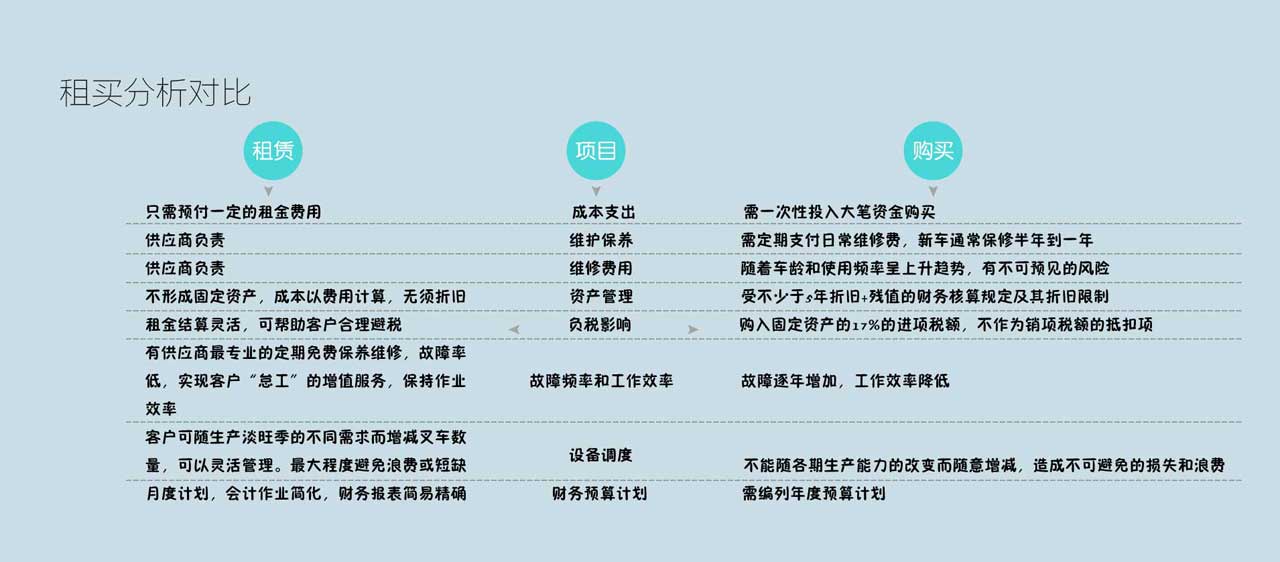 租买分析对比
租赁 项目 购买
只需预付一定的租金费用 成本支出 需一次性投入大笔资金购买
供应商负责 维护保养 需定期支付日常维修费，新车通常保修半年到一年
供应商负责 维修费用 随着车龄和使用频率呈上升趋势，有不可预见的风险
不形成固定资产，成本以费用计算，无须折旧 资产管理 受不少于5年折旧+残值的财务核算规定及其折旧限制
租金结算灵活，可帮助客户合理避税 负税影响 购入固定资产的17%的进项税额，不作为销项税额的抵扣项
有供应商最专业的定期免费保养维修，故障率
低，实现客户“怠工”的增值服务，保持作业 故障频率和工作效率 故障逐年增加，工作效率降低
效率
客户可随生产淡旺季的不同需求而增减叉车数
设备调度
量，可以灵活管理。最大程度避免浪费或短缺 不能随各期生产能力的改变而随意增减，造成不可避免的损失和浪费
月度计划，会计作业简化，财务报表简易精确 财务预算计划 需编列年度预算计划